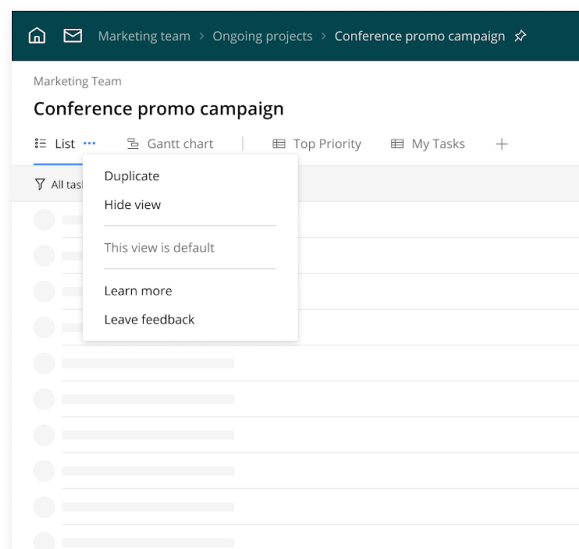 Marketing team > Ongoing projects > Conference promo campaign
Marketing Team
Conference promo campaign
List ··· Gantt chart Top Priority My Tasks
Duplicate
All
Hide view
This view is default
Learn more
Leave feedback